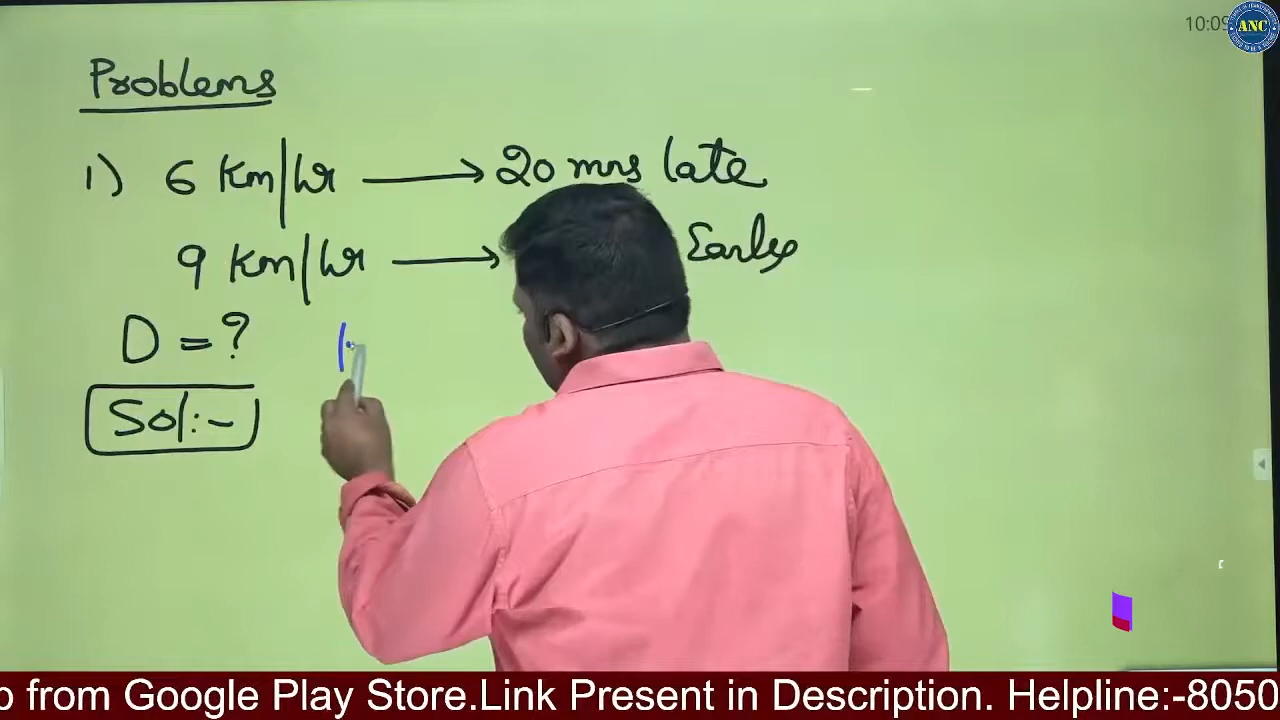 10:09
ANC
Problems
1) 6 Km/hr → 20 mns late
9 Km/hr → Early
D = ?
Sol:-
(
from Google Play Store.Link Present in Description. Helpline:-8050